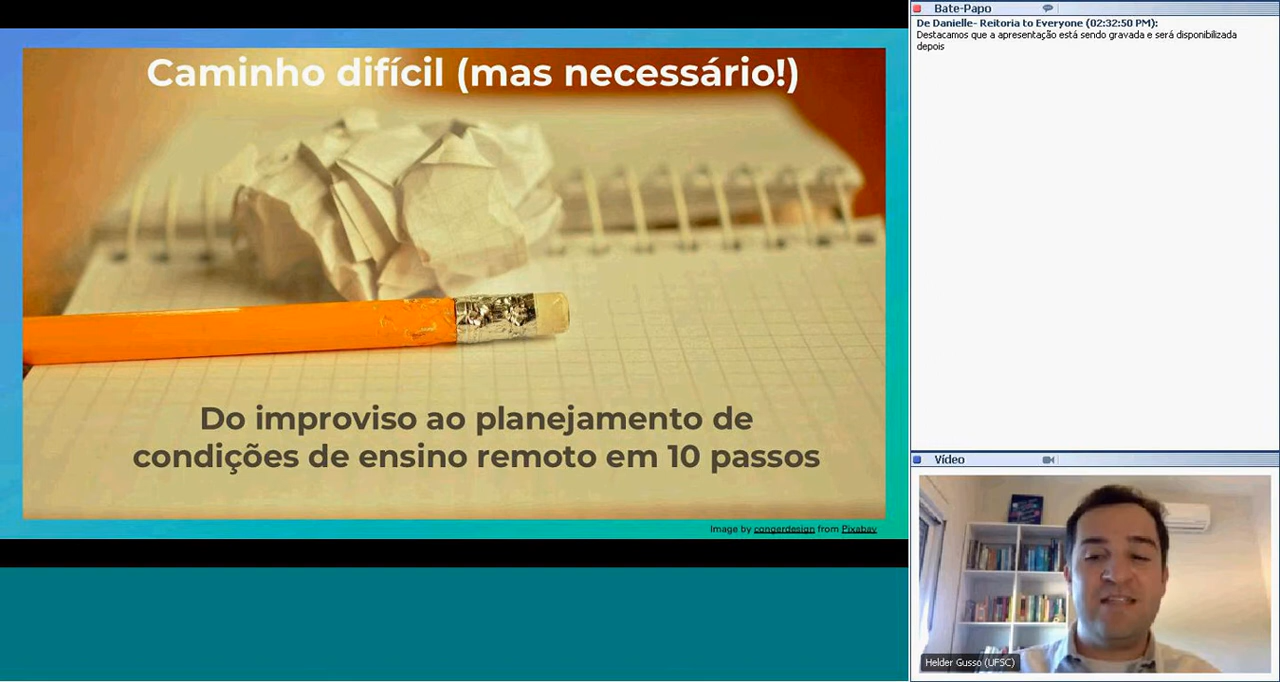 Caminho difícil (mas necessário!)
Do improviso ao planejamento de
condições de ensino remoto em 10 passos
Image by congerdesign from Pixabay
Bate-Papo
De Danielle- Reitoria to Everyone (02:32:50 PM):
Destacamos que a apresentação está sendo gravada e será disponibilizada
depois
Vídeo
Helder Gusso (UFSC)